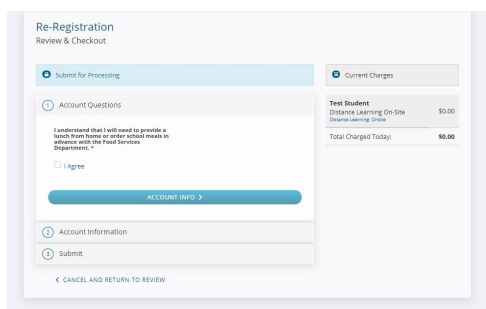 Re-Registration
Review & Checkout
Submit for Processing
1 Account Questions
I understand that I will need to provide a
lunch from home or order school meals in
advance with the Food Services
Department. *
I Agree
ACCOUNT INFO >
2 Account Information
3 Submit
< CANCEL AND RETURN TO REVIEW
Current Charges
Test Student
Distance Learning On-Site $0.00
Distance Learning: Onsite
Total Charged Today: $0.00